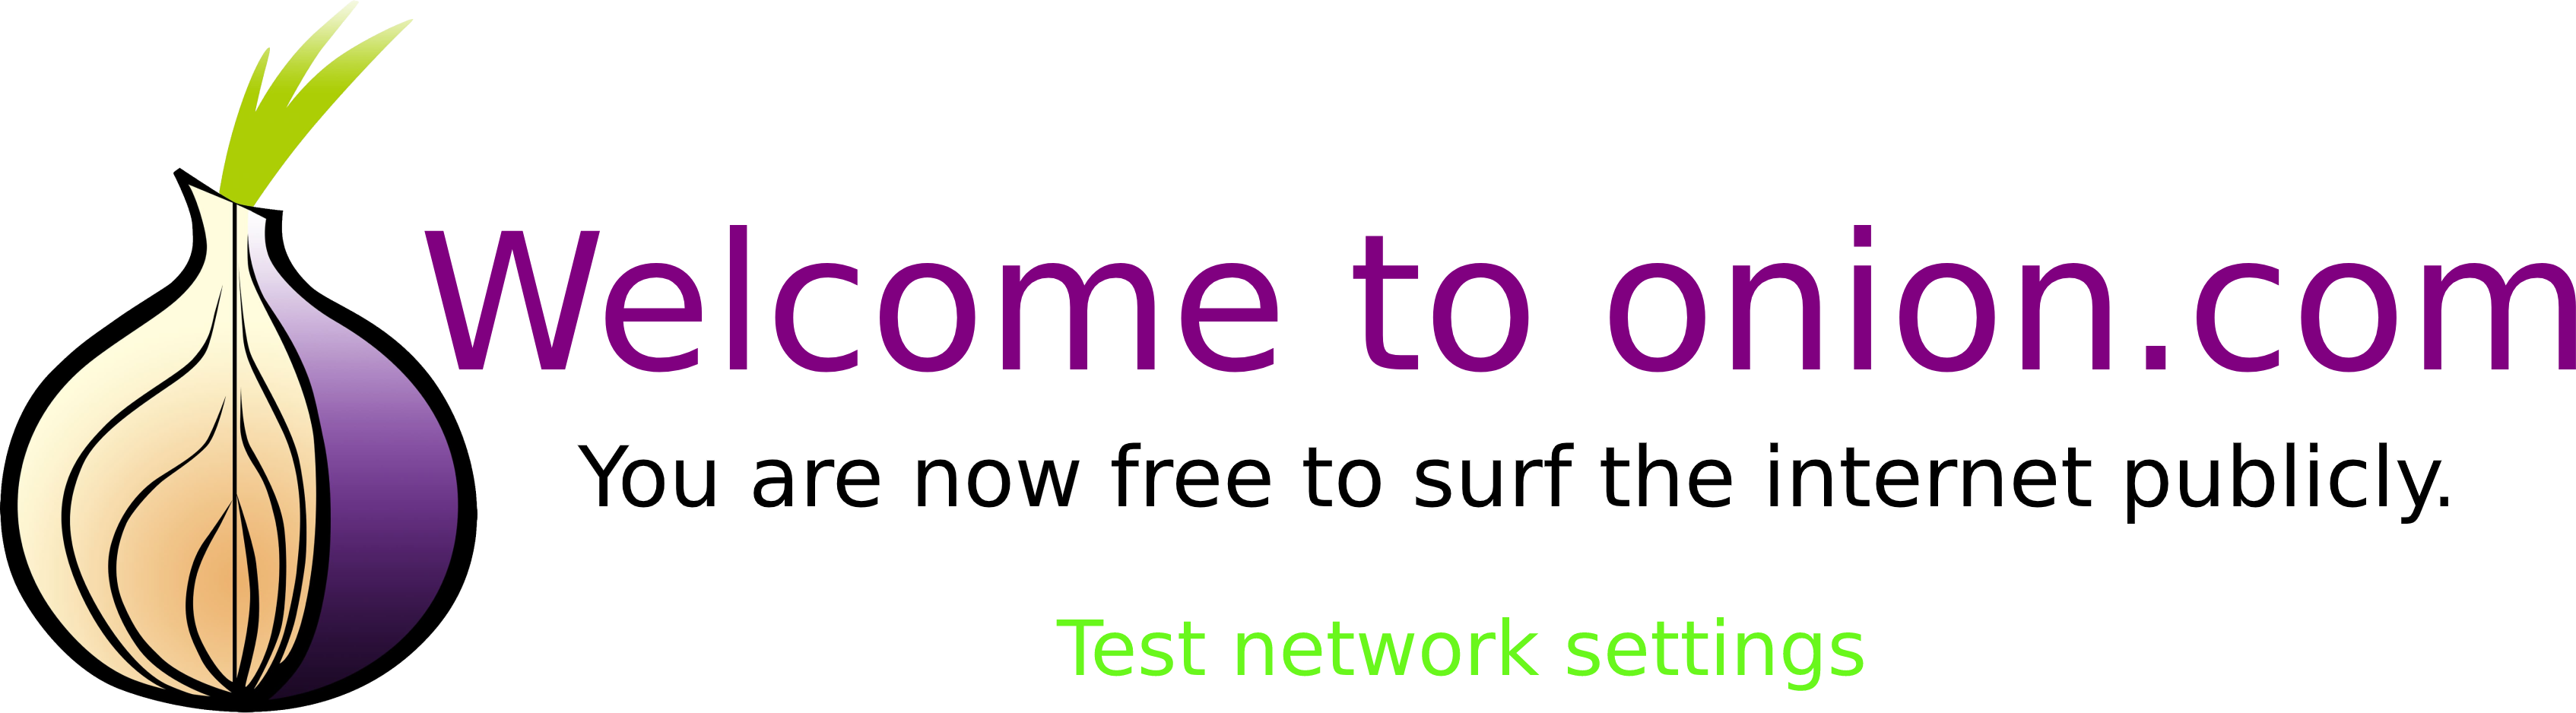 Welcome to onion.com
You are now free to surf the internet publicly.
Test network settings